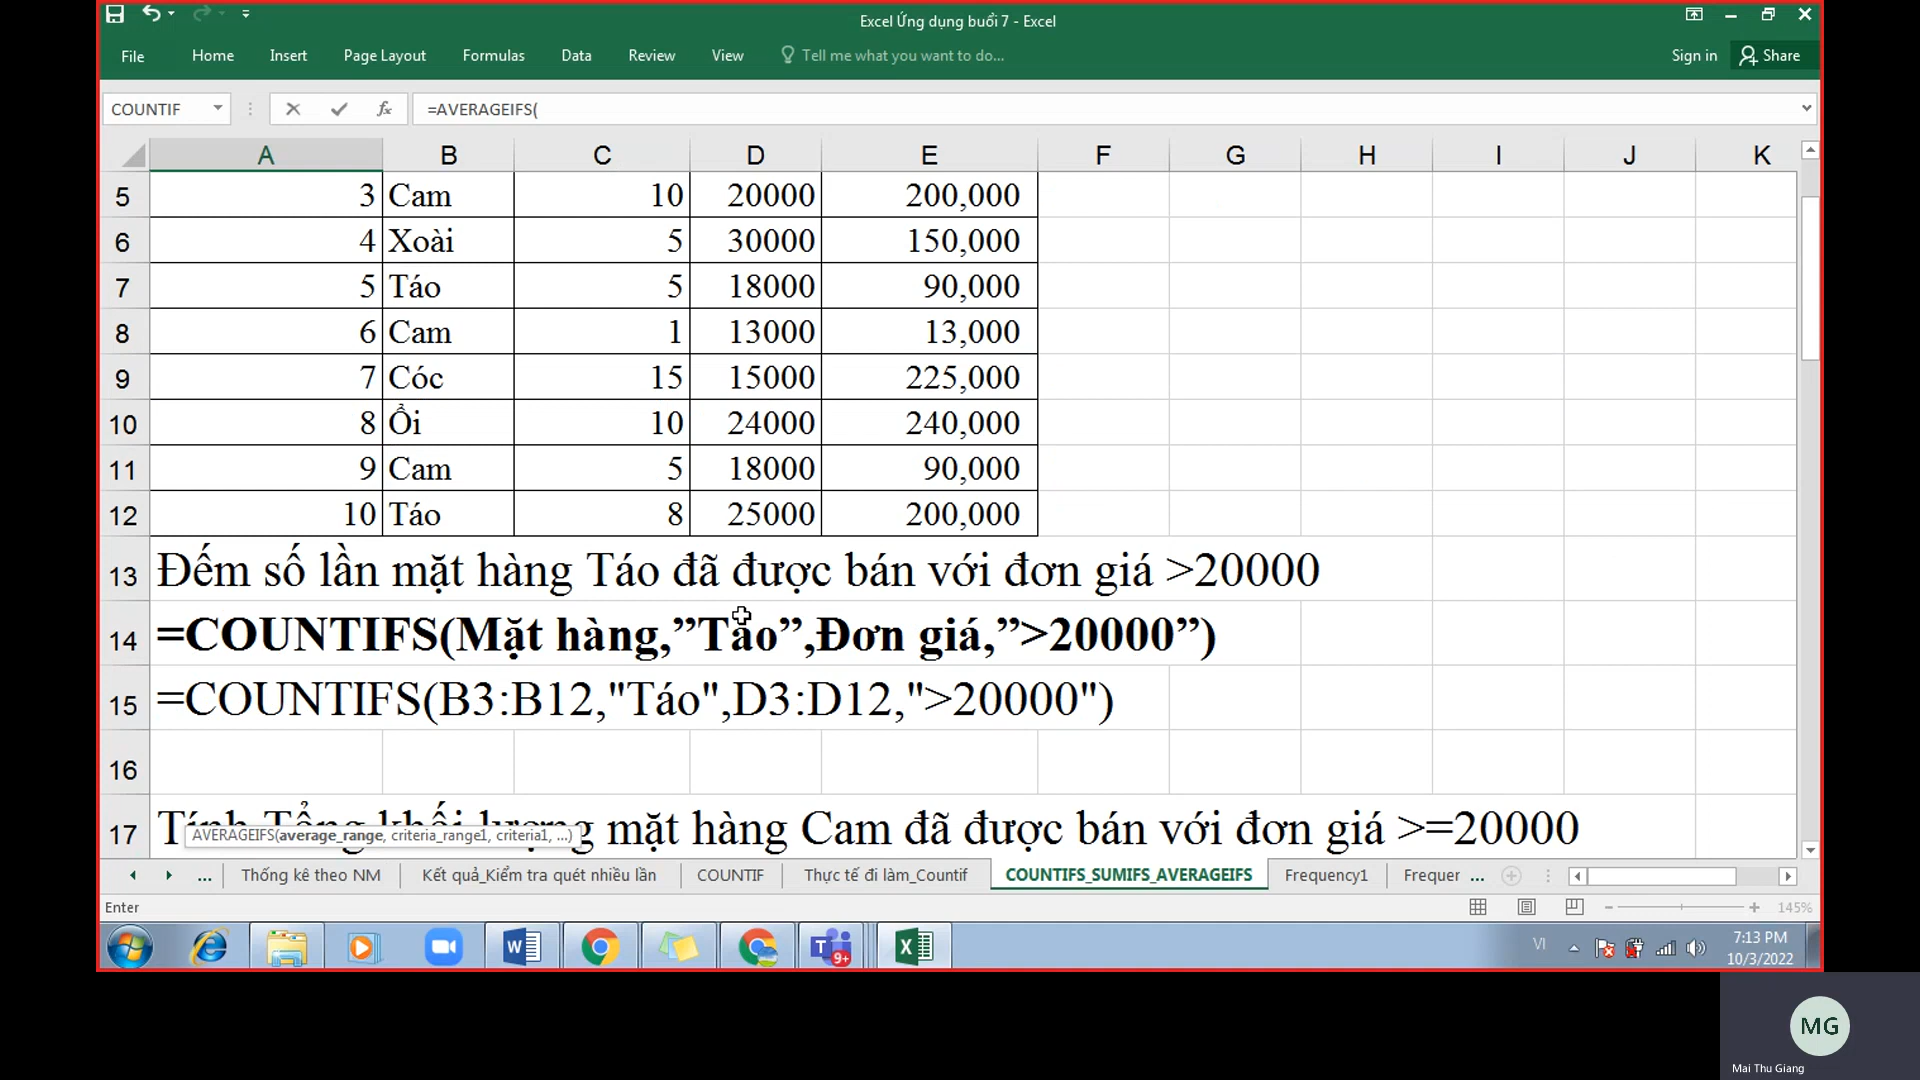 Excel Ứng dụng buổi 7 - Excel
File Home Insert Page Layout Formulas Data Review View Tell me what you want to do... Sign in Share
COUNTIF =AVERAGEIFS(
A B C D E F G H I J K
5 3 Cam 10 20000 200,000
6 4 Xoài 5 30000 150,000
7 5 Táo 5 18000 90,000
8 6 Cam 1 13000 13,000
9 7 Cóc 15 15000 225,000
10 8 Ổi 10 24000 240,000
11 9 Cam 5 18000 90,000
12 10 Táo 8 25000 200,000
13 Đếm số lần mặt hàng Táo đã được bán với đơn giá >20000
14 =COUNTIFS(Mặt hàng,”Táo”,Đơn giá,”>20000”)
15 =COUNTIFS(B3:B12,"Táo",D3:D12,">20000")
16
17 Tính Tổng khối lượng mặt hàng Cam đã được bán với đơn giá >=20000
AVERAGEIFS(average_range, criteria_range1, criteria1, ...)
... Thống kê theo NM Kết quả_Kiểm tra quét nhiều lần COUNTIF Thực tế đi làm_Countif COUNTIFS_SUMIFS_AVERAGEIFS Frequency1 Frequer ...
Enter 145%
9+ VI 7:13 PM
10/3/2022
MG
Mai Thu Giang